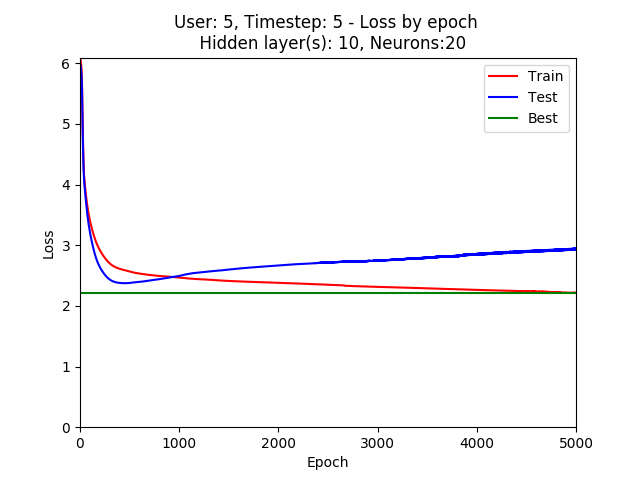 User: 5, Timestep: 5 - Loss by epoch
Hidden layer(s): 10, Neurons:20
6
5
4
3
2
1
0
Loss
Train
Test
Best
0 1000 2000 3000 4000 5000
Epoch